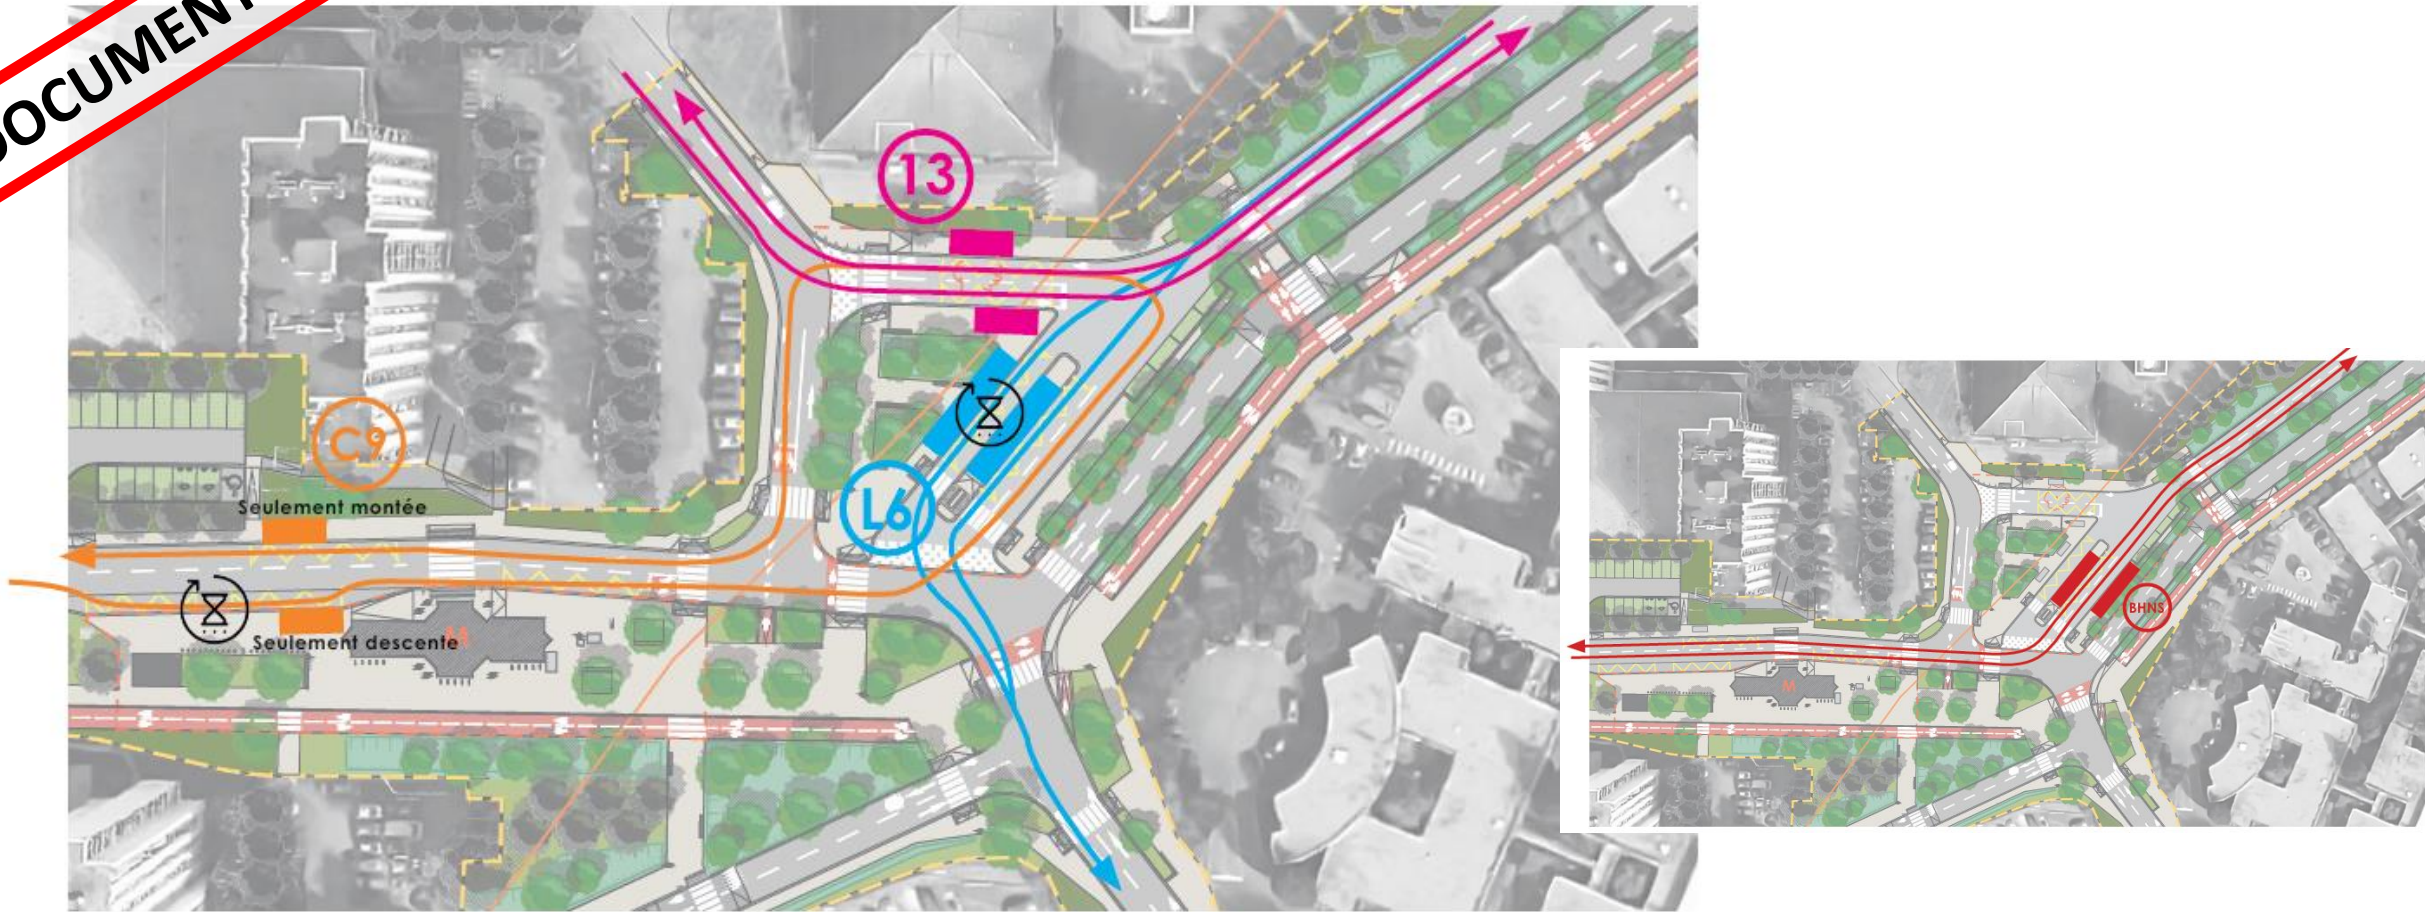 DOCUMENT
13
C9
Seulement montée
L6
Seulement descente
M
BHNS
M